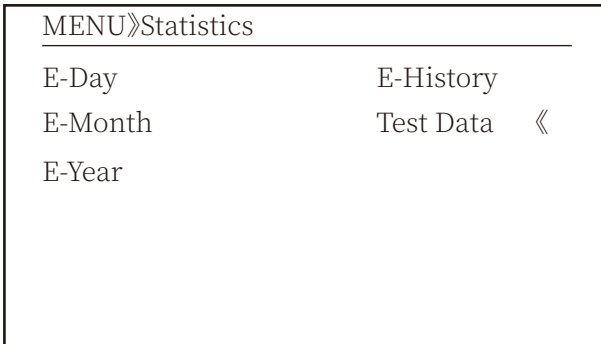 MENU》Statistics
E-Day E-History
E-Month Test Data 《
E-Year